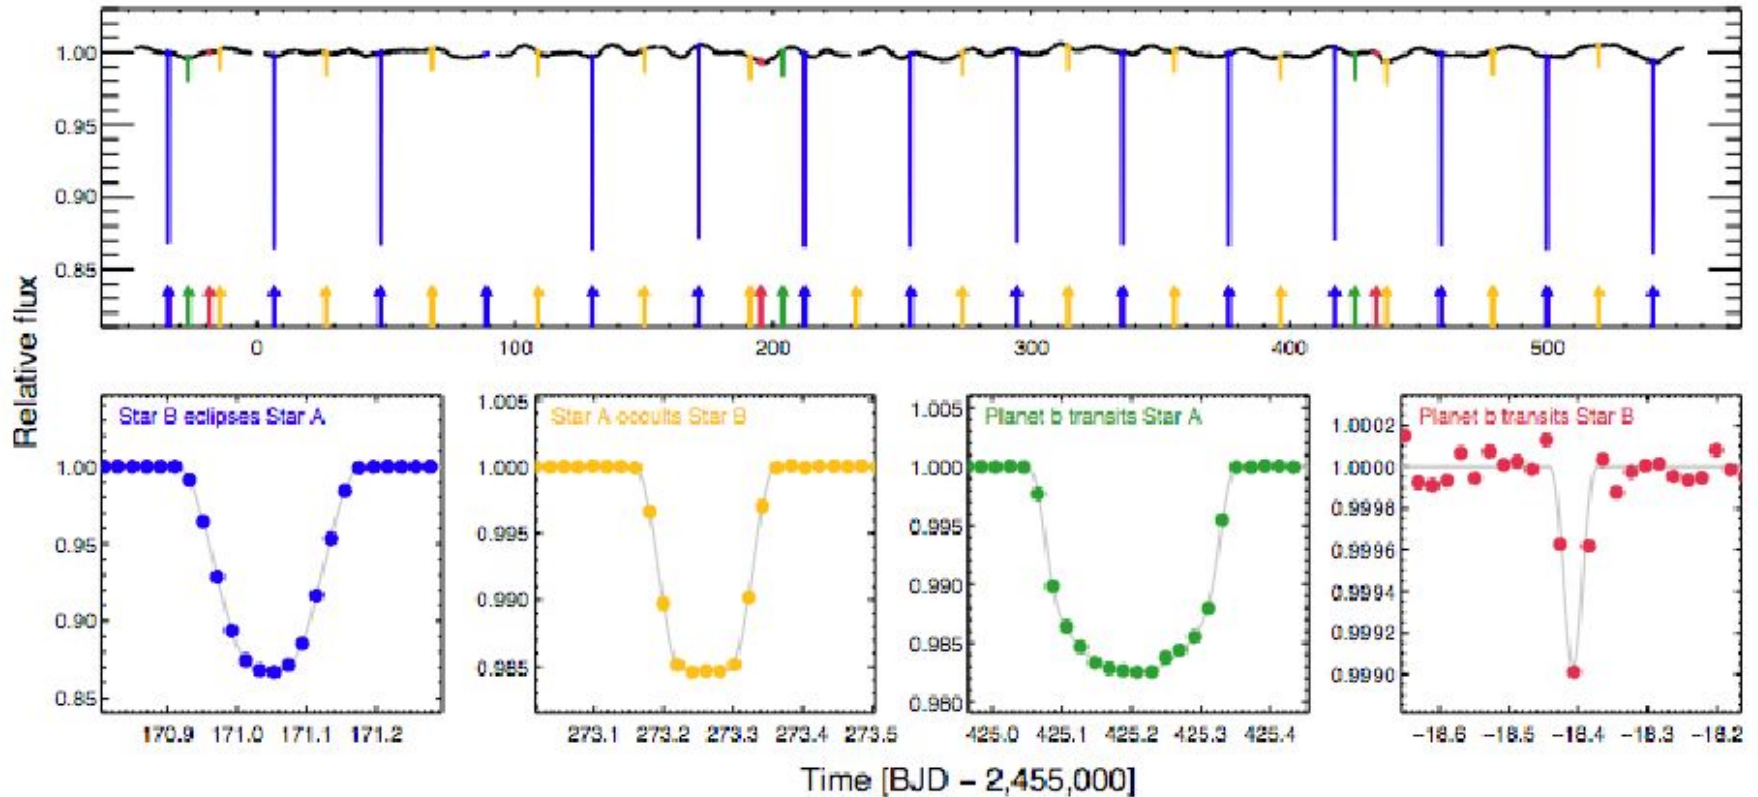 1.00
0.95
0.90
0.85
0 100 200 300 400 500
Relative flux
Star B eclipses Star A
1.00
0.95
0.90
0.85
170.9 171.0 171.1 171.2
Star A occults Star B
1.005
1.000
0.995
0.990
0.985
273.1 273.2 273.3 273.4 273.5
Planet b transits Star A
1.005
1.000
0.995
0.990
0.985
0.980
425.0 425.1 425.2 425.3 425.4
Planet b transits Star B
1.0002
1.0000
0.9998
0.9996
0.9994
0.9992
0.9990
−18.6 −18.5 −18.4 −18.3 −18.2
Time [BJD − 2,455,000]